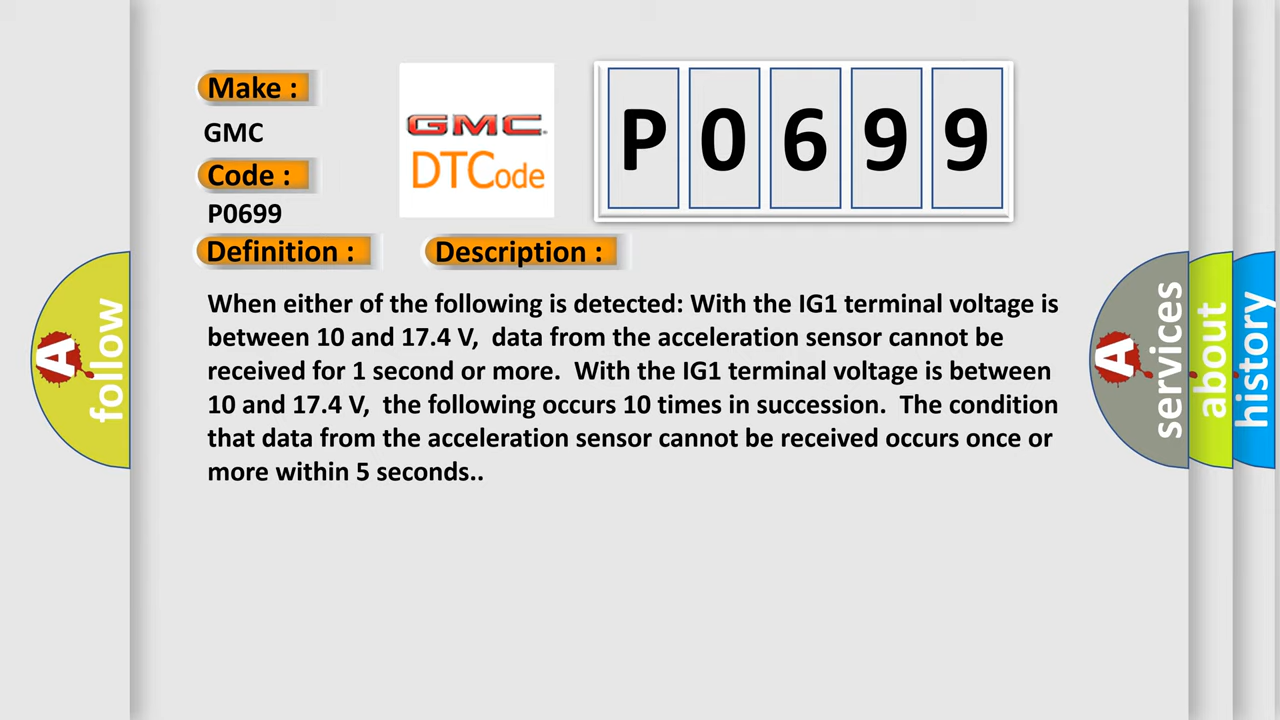 Make :
GMC
Code :
P0699
GMC
DTCode
P0699
Definition :
Description :
When either of the following is detected: With the IG1 terminal voltage is
between 10 and 17.4 V,  data from the acceleration sensor cannot be
received for 1 second or more.  With the IG1 terminal voltage is between
10 and 17.4 V,  the following occurs 10 times in succession.  The condition
that data from the acceleration sensor cannot be received occurs once or
more within 5 seconds..
A
follow
A
services
about
history